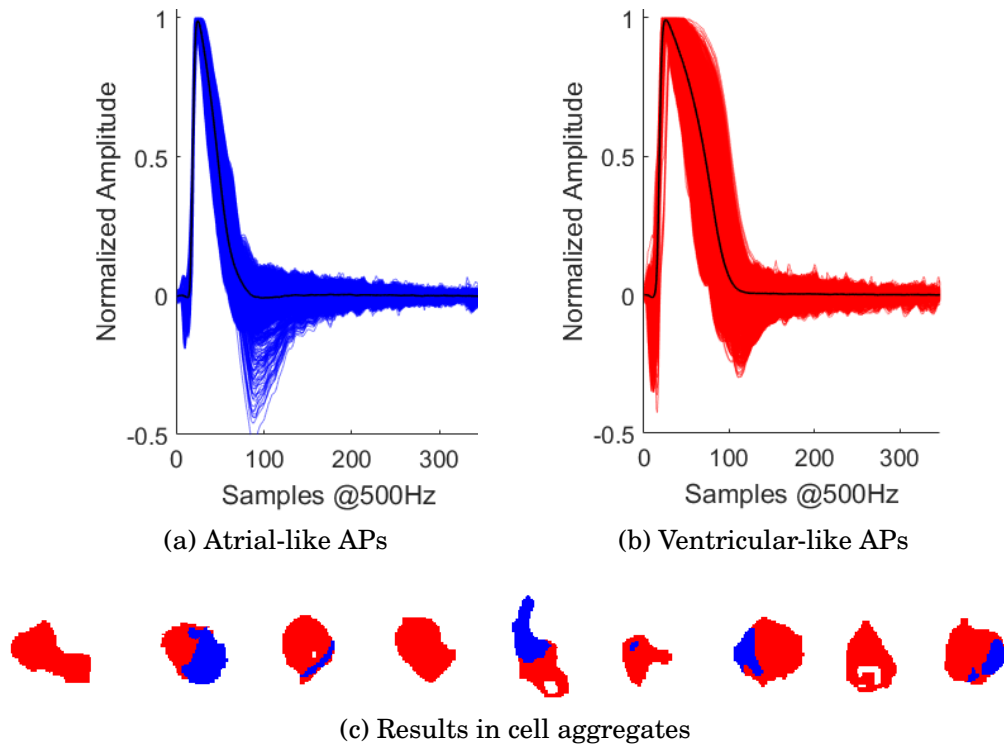 1
0.5
0
-0.5
Normalized Amplitude
0
100
200
300
Samples @500Hz
(a) Atrial-like APs
1
0.5
0
-0.5
Normalized Amplitude
0
100
200
300
Samples @500Hz
(b) Ventricular-like APs
(c) Results in cell aggregates